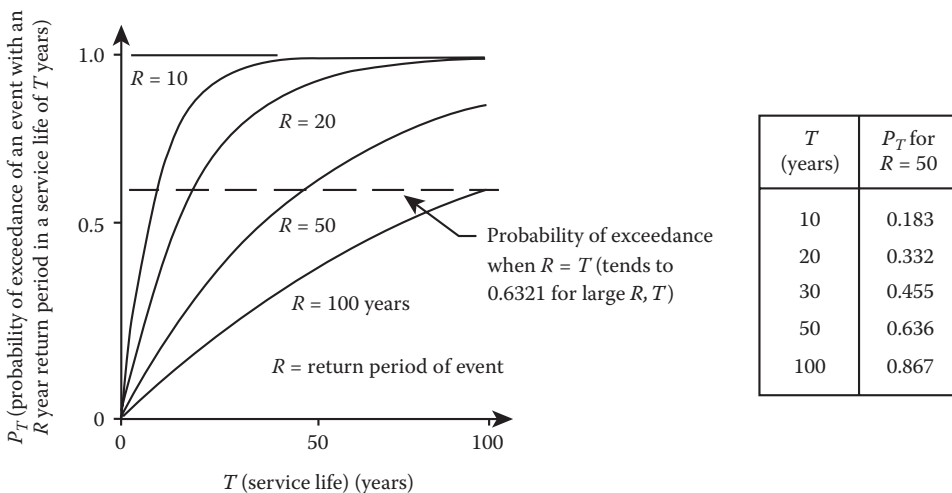 P_T (probability of exceedance of an event with an
R year return period in a service life of T years)
1.0
0.5
0
0
50
100
T (service life) (years)
R = 10
R = 20
R = 50
R = 100 years
R = return period of event
Probability of exceedance
when R = T (tends to
0.6321 for large R, T)
T P_T for
(years) R = 50
10 0.183
20 0.332
30 0.455
50 0.636
100 0.867